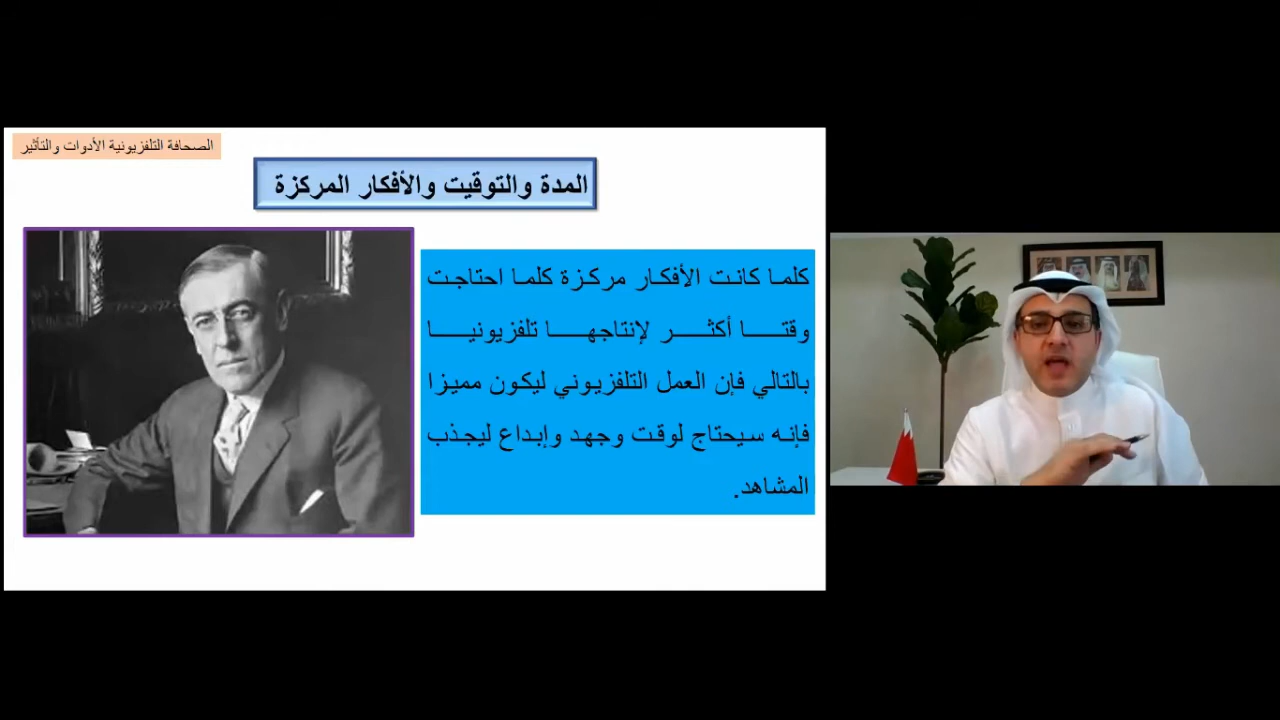 الصحافة التلفزيونية الأدوات والتأثير
المدة والتوقيت والأفكار المركزة
كلما كانت الأفكار مركزة كلما احتاجت
وقتا أكثر لإنتاجها تلفزيونيا
بالتالي فإن العمل التلفزيوني ليكون مميزا
فإنه سيحتاج لوقت وجهد وإبداع ليجذب
المشاهد.